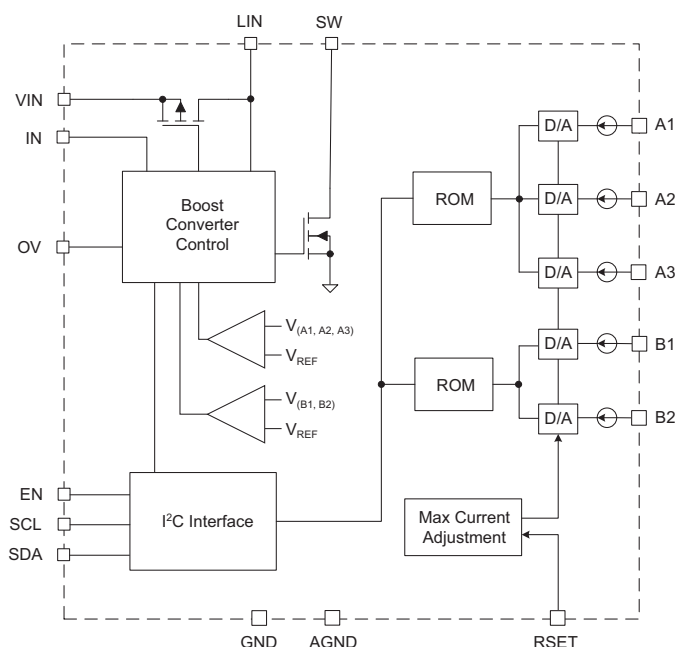 LIN
SW
VIN
IN
OV
Boost
Converter
Control
ROM
D/A
A1
D/A
A2
D/A
A3
V(A1, A2, A3)
VREF
V(B1, B2)
VREF
ROM
D/A
B1
D/A
B2
EN
SCL
SDA
I²C Interface
Max Current
Adjustment
GND
AGND
RSET